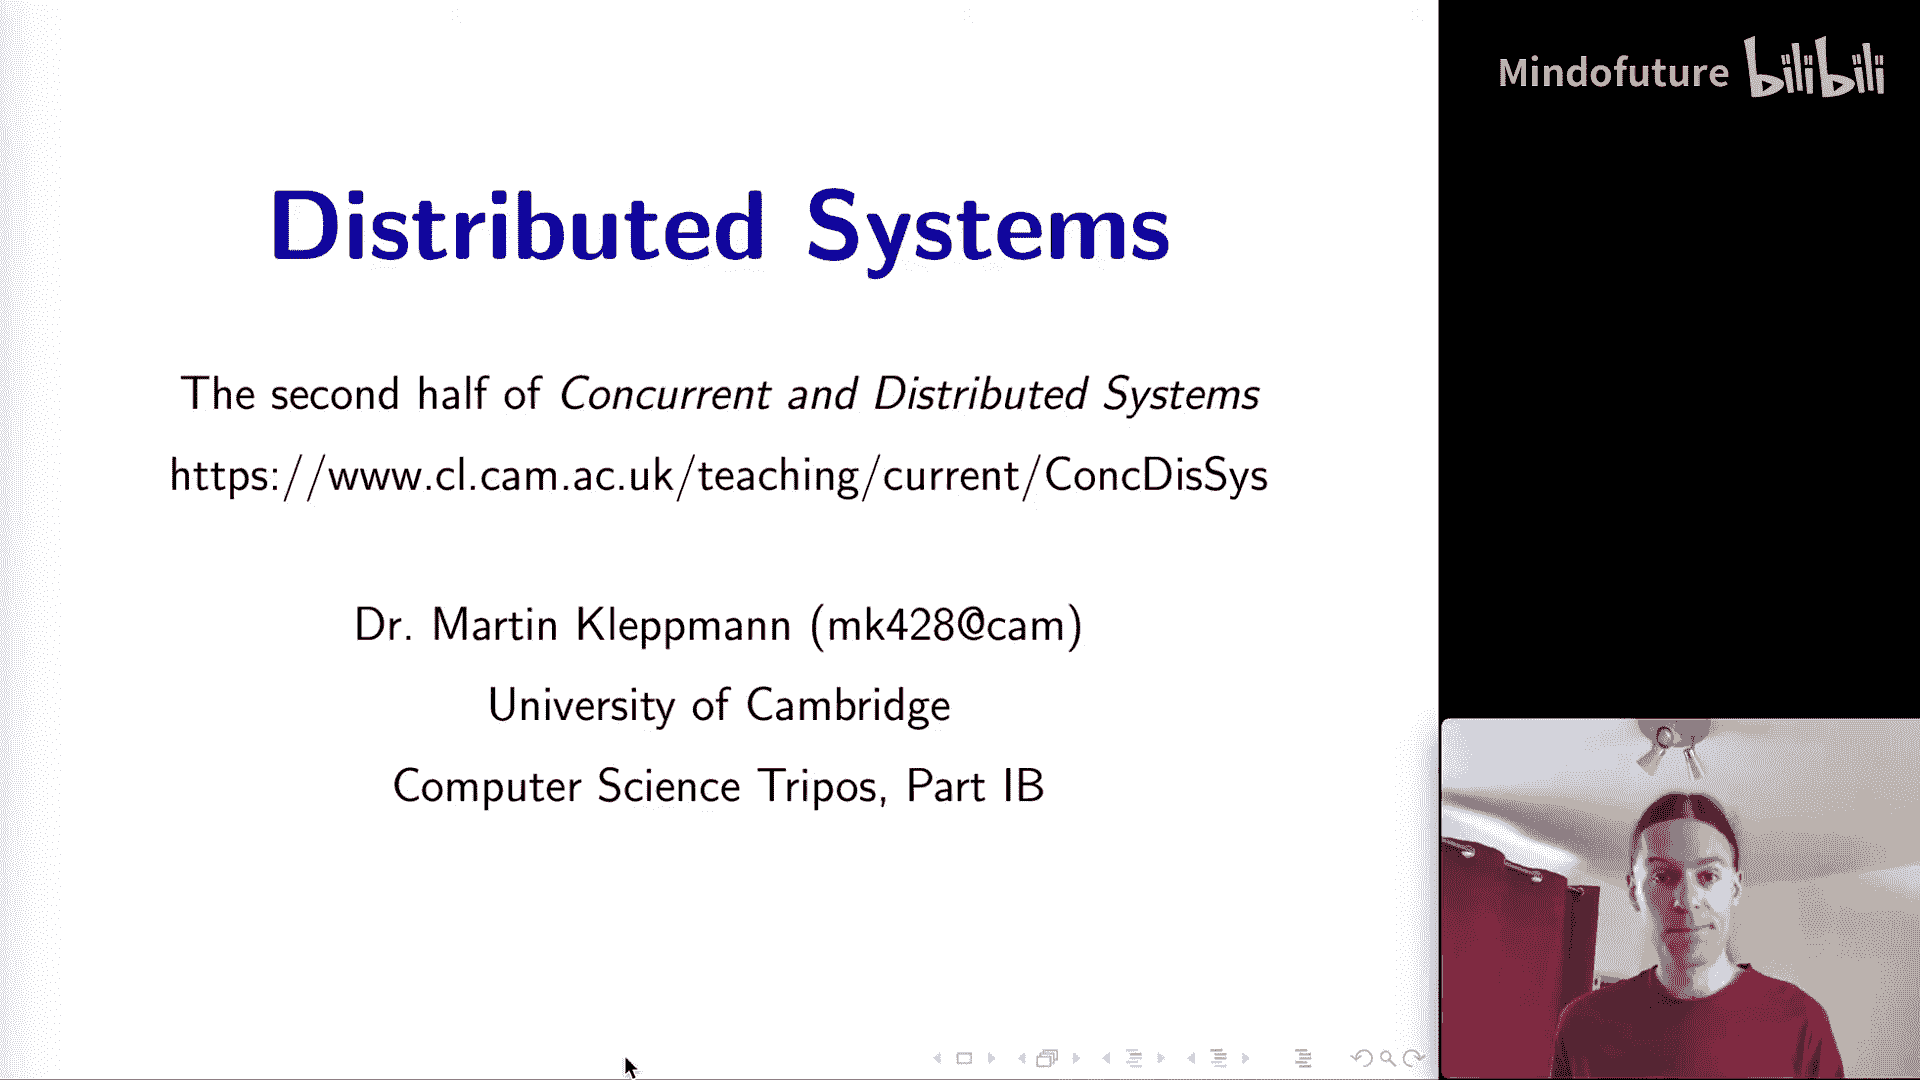 Mindofuture bilibili
Distributed Systems
The second half of Concurrent and Distributed Systems
https://www.cl.cam.ac.uk/teaching/current/ConcDisSys
Dr. Martin Kleppmann (mk428@cam)
University of Cambridge
Computer Science Tripos, Part IB